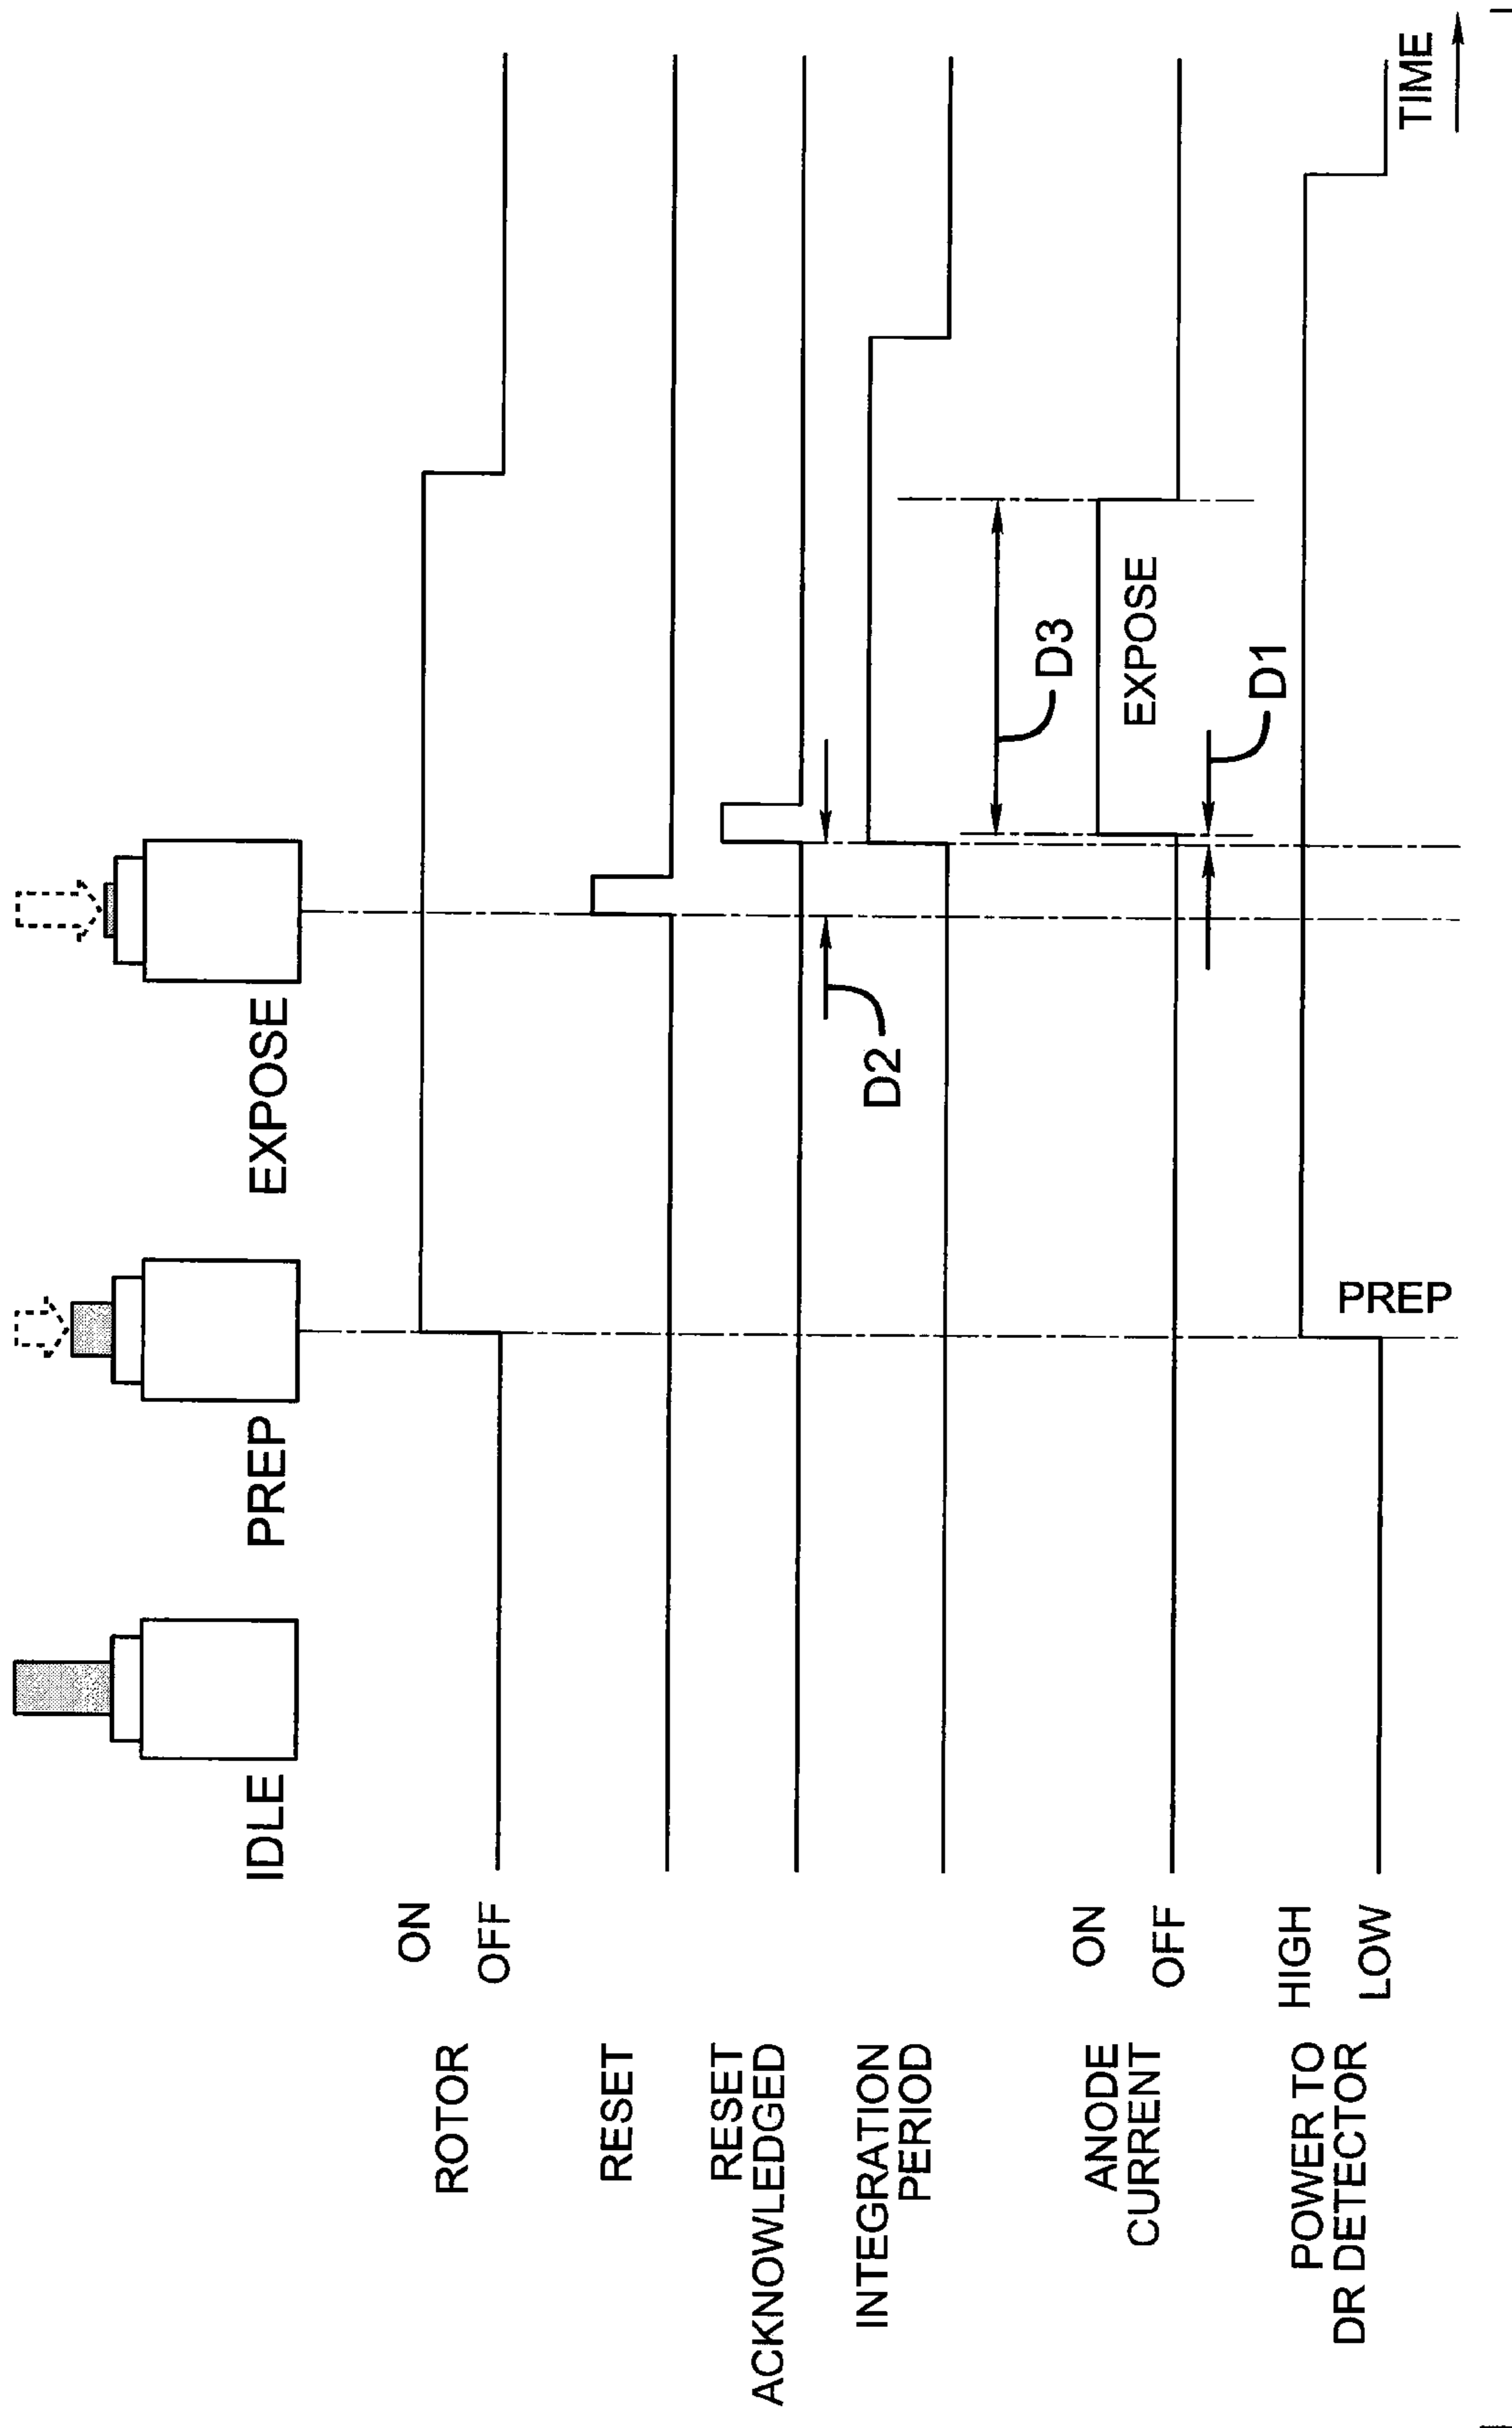 IDLE
PREP
EXPOSE
ROTOR
ON
OFF
RESET
RESET
ACKNOWLEDGED
D2
INTEGRATION
PERIOD
D3
ANODE
CURRENT
ON
OFF
EXPOSE
D1
POWER TO
DR DETECTOR
HIGH
LOW
PREP
TIME